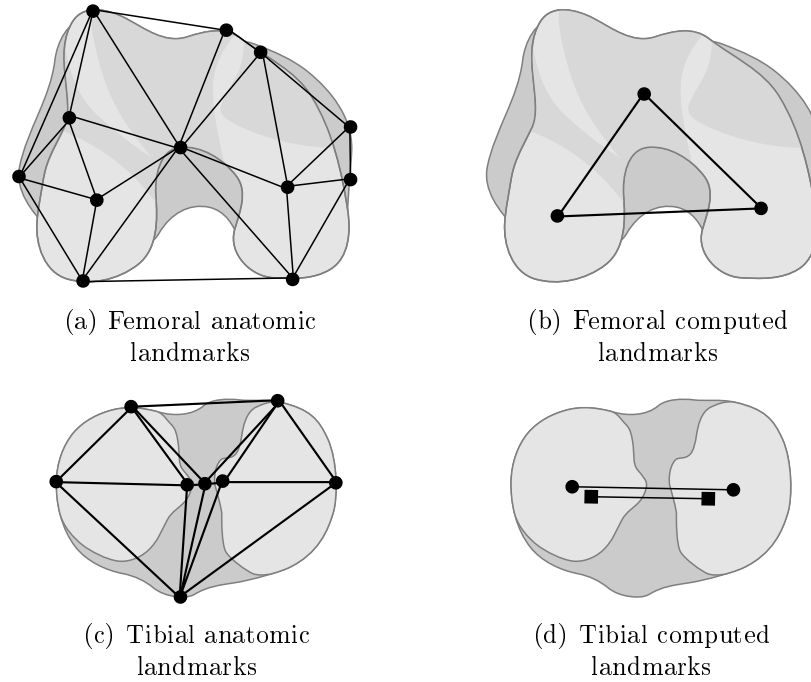 (a) Femoral anatomic
landmarks
(b) Femoral computed
landmarks
(c) Tibial anatomic
landmarks
(d) Tibial computed
landmarks